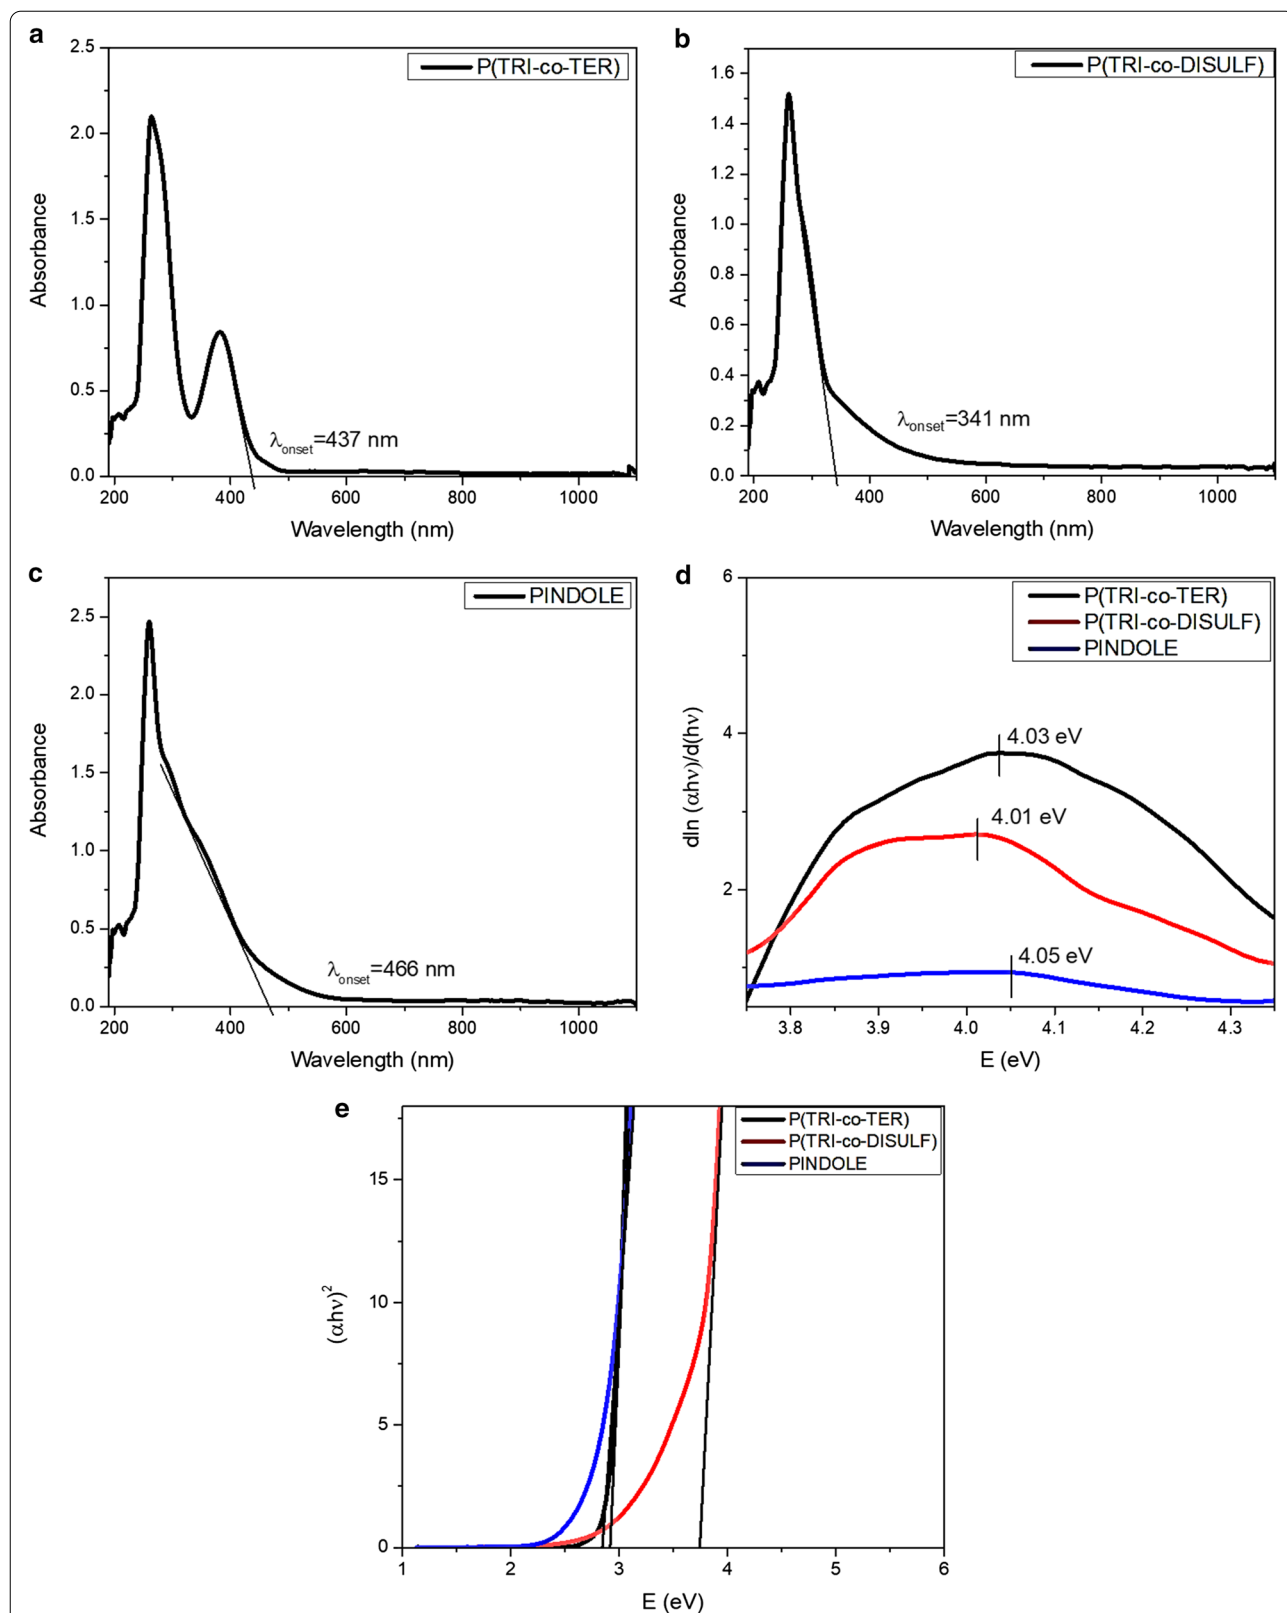 a
P(TRI-co-TER)
2.5
2.0
1.5
1.0
0.5
0.0
Absorbance
λonset=437 nm
200 400 600 800 1000
Wavelength (nm)
b
P(TRI-co-DISULF)
1.6
1.4
1.2
1.0
0.8
0.6
0.4
0.2
0.0
Absorbance
λonset=341 nm
200 400 600 800 1000
Wavelength (nm)
c
PINDOLE
2.5
2.0
1.5
1.0
0.5
0.0
Absorbance
λonset=466 nm
200 400 600 800 1000
Wavelength (nm)
d
P(TRI-co-TER)
P(TRI-co-DISULF)
PINDOLE
6
4
2
dln (αhν)/d(hν)
4.03 eV
4.01 eV
4.05 eV
3.8 3.9 4.0 4.1 4.2 4.3
E (eV)
e
P(TRI-co-TER)
P(TRI-co-DISULF)
PINDOLE
15
10
5
0
(αhν)²
1 2 3 4 5 6
E (eV)